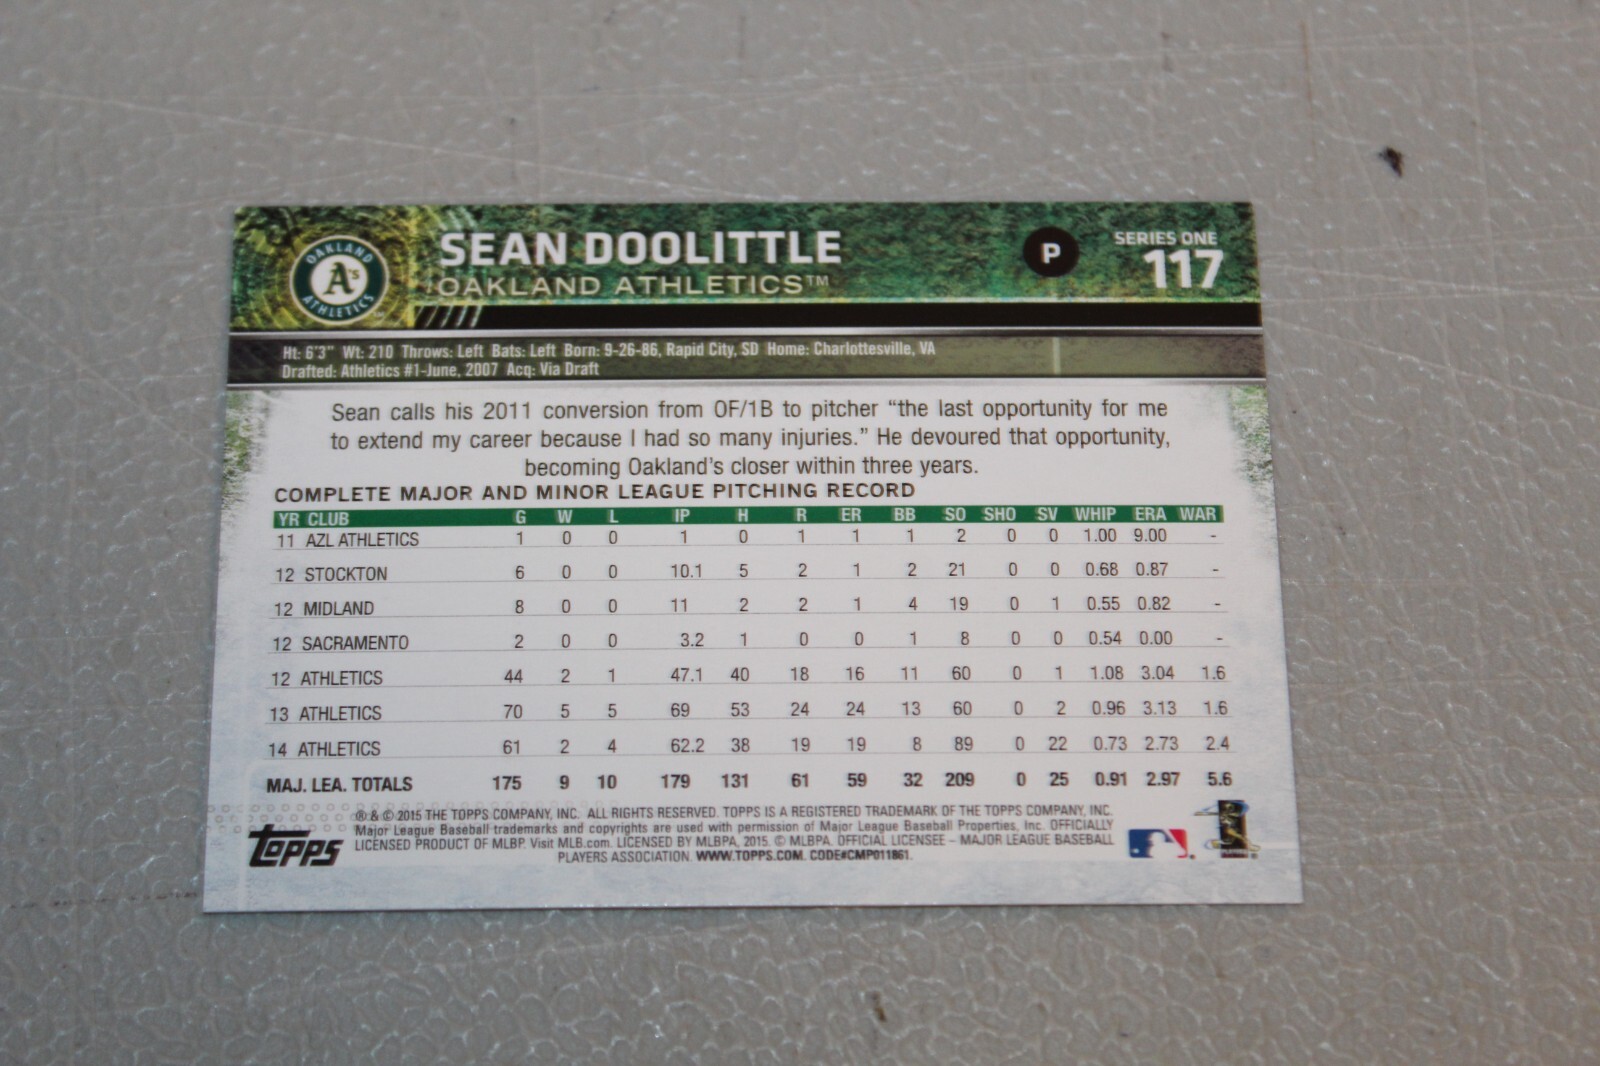 OAKLAND A's ATHLETICS
SEAN DOOLITTLE
OAKLAND ATHLETICS™
P
SERIES ONE
117
Ht: 6'3" Wt: 210 Throws: Left Bats: Left Born: 9-26-86, Rapid City, SD Home: Charlottesville, VA
Drafted: Athletics #1-June, 2007 Acq: Via Draft
Sean calls his 2011 conversion from OF/1B to pitcher “the last opportunity for me
to extend my career because I had so many injuries.” He devoured that opportunity,
becoming Oakland's closer within three years.
COMPLETE MAJOR AND MINOR LEAGUE PITCHING RECORD
YR CLUB G W L IP H R ER BB SO SHO SV WHIP ERA WAR
11 AZL ATHLETICS 1 0 0 1 0 1 1 1 2 0 0 1.00 9.00 -
12 STOCKTON 6 0 0 10.1 5 2 1 2 21 0 0 0.68 0.87 -
12 MIDLAND 8 0 0 11 2 2 1 4 19 0 1 0.55 0.82 -
12 SACRAMENTO 2 0 0 3.2 1 0 0 1 8 0 0 0.54 0.00 -
12 ATHLETICS 44 2 1 47.1 40 18 16 11 60 0 1 1.08 3.04 1.6
13 ATHLETICS 70 5 5 69 53 24 24 13 60 0 2 0.96 3.13 1.6
14 ATHLETICS 61 2 4 62.2 38 19 19 8 89 0 22 0.73 2.73 2.4
MAJ. LEA. TOTALS 175 9 10 179 131 61 59 32 209 0 25 0.91 2.97 5.6
Topps
® & © 2015 THE TOPPS COMPANY, INC. ALL RIGHTS RESERVED. TOPPS IS A REGISTERED TRADEMARK OF THE TOPPS COMPANY, INC.
Major League Baseball trademarks and copyrights are used with permission of Major League Baseball Properties, Inc. OFFICIALLY
LICENSED PRODUCT OF MLBP. Visit MLB.com. LICENSED BY MLBPA, 2015. © MLBPA. OFFICIAL LICENSEE – MAJOR LEAGUE BASEBALL
PLAYERS ASSOCIATION. WWW.TOPPS.COM. CODE#CMP011861.